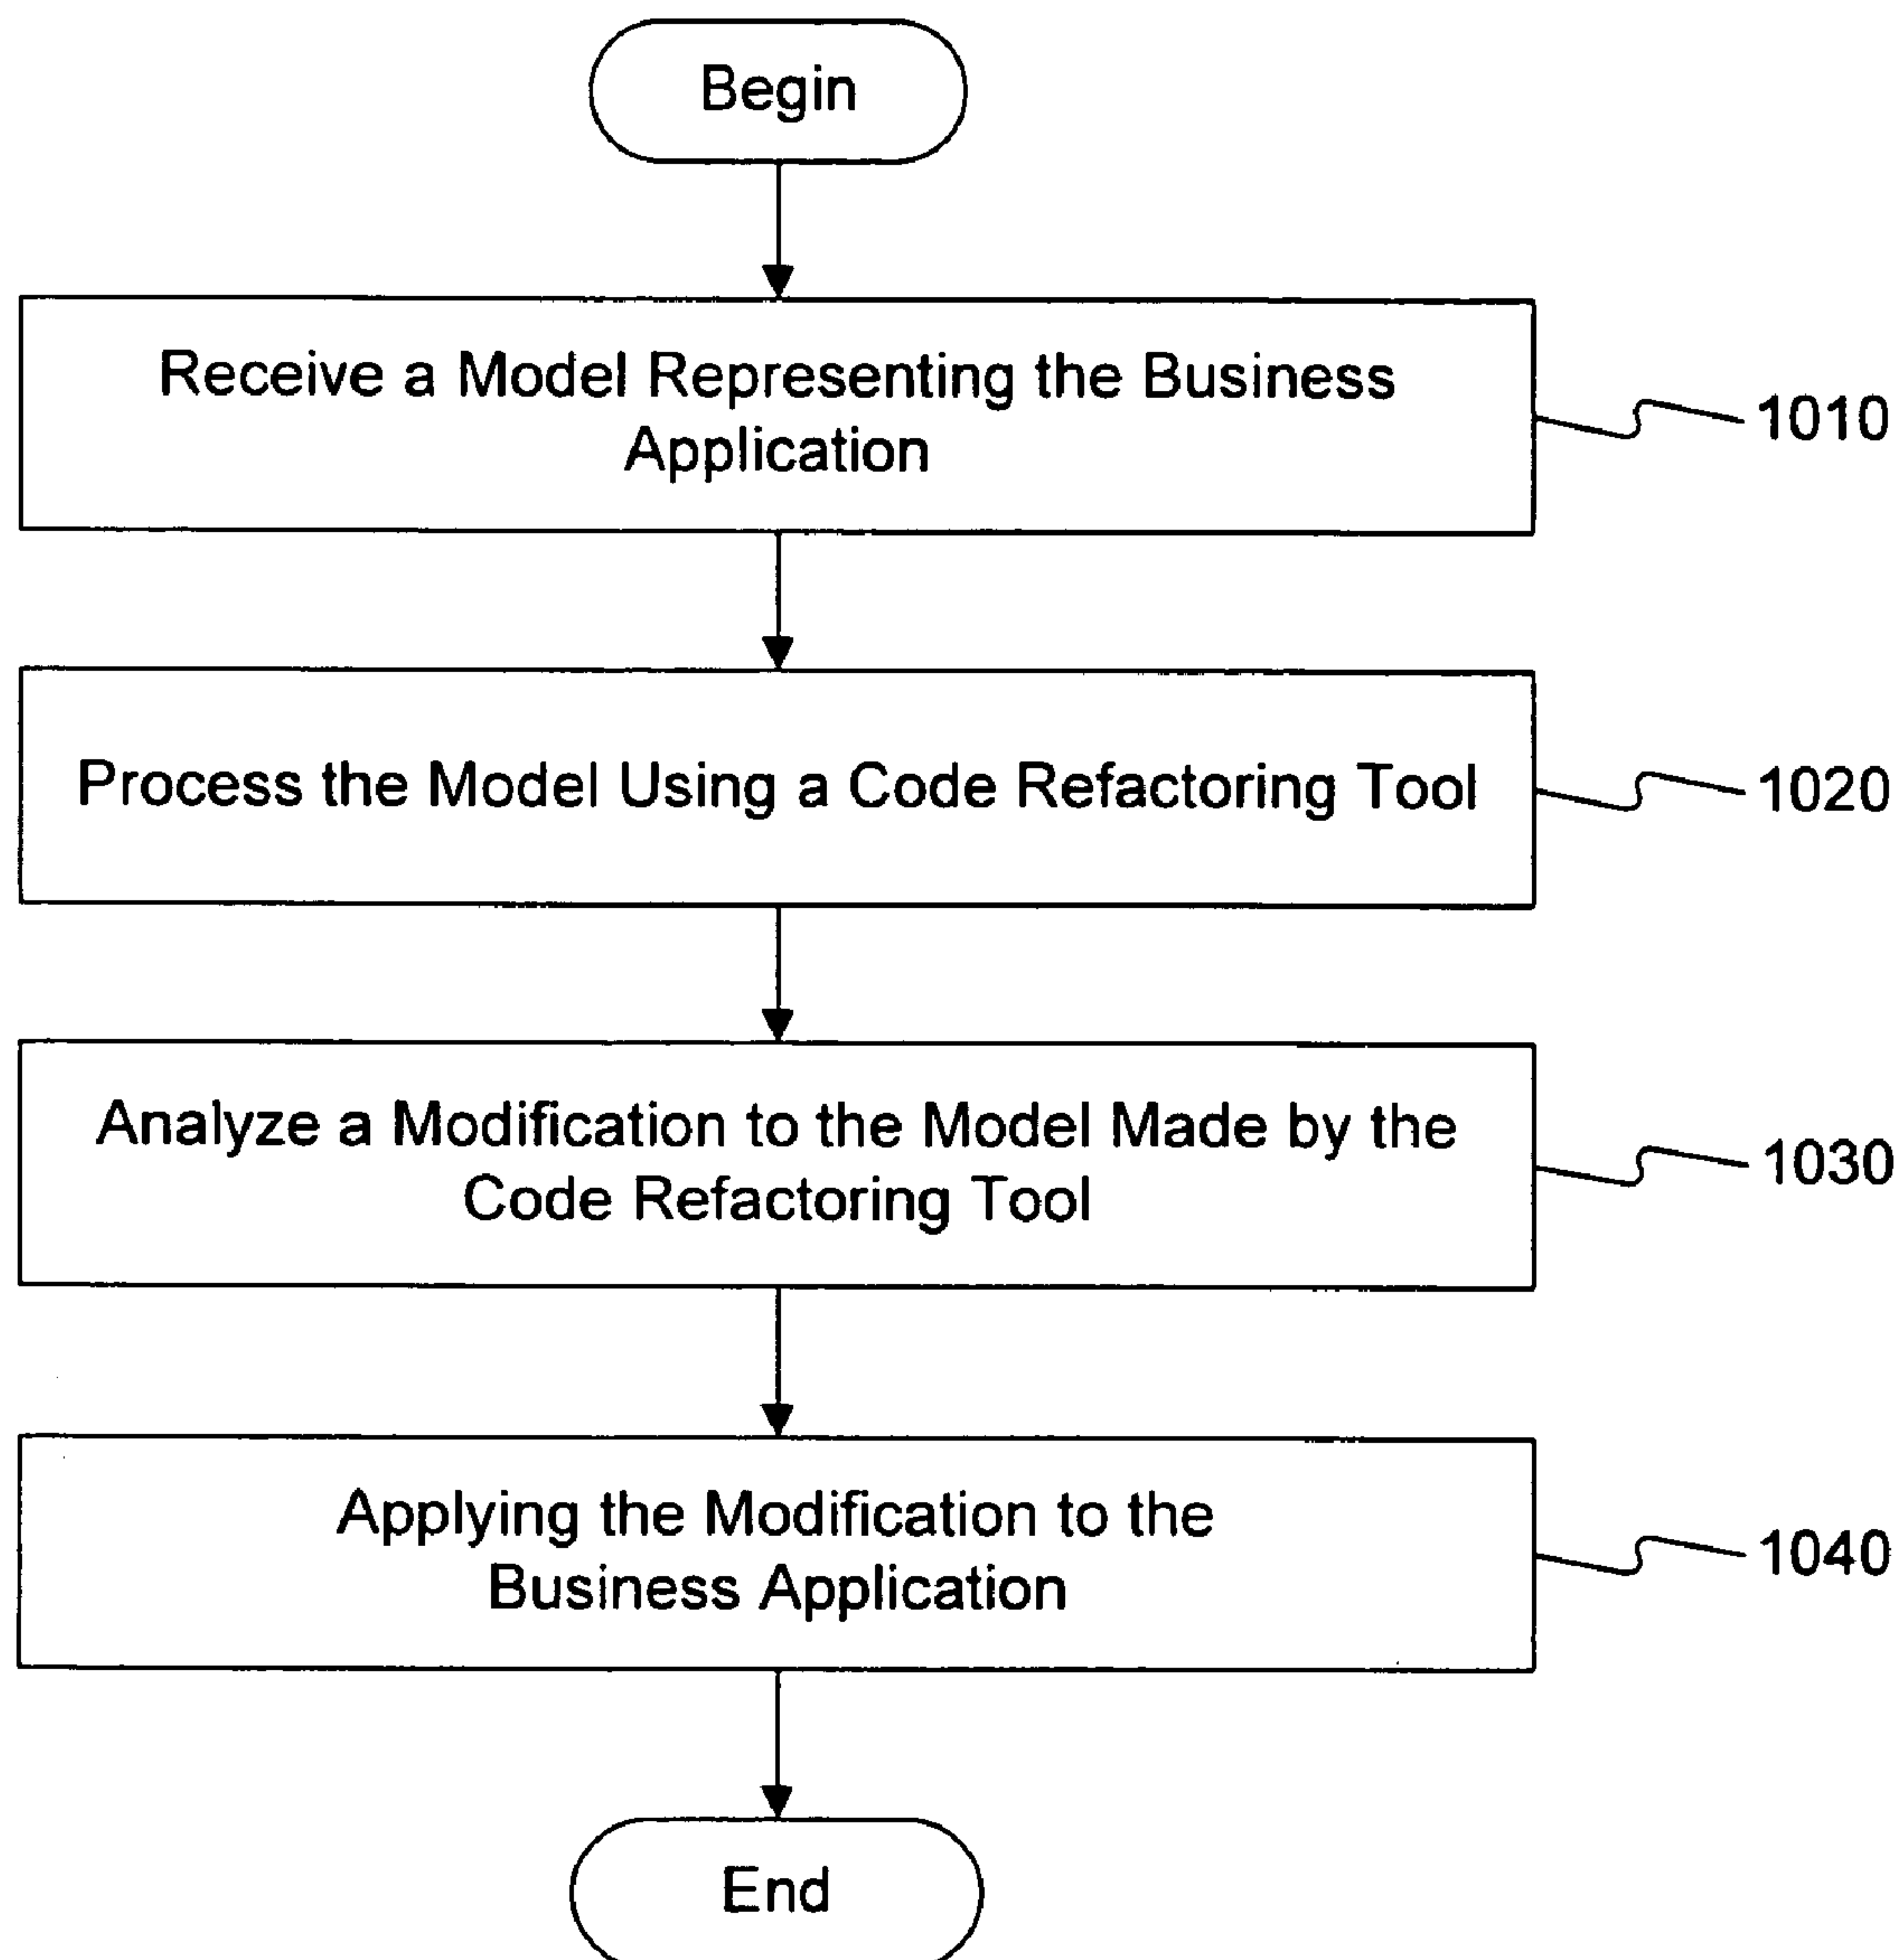 Begin
Receive a Model Representing the Business
Application
1010
Process the Model Using a Code Refactoring Tool
1020
Analyze a Modification to the Model Made by the
Code Refactoring Tool
1030
Applying the Modification to the
Business Application
1040
End